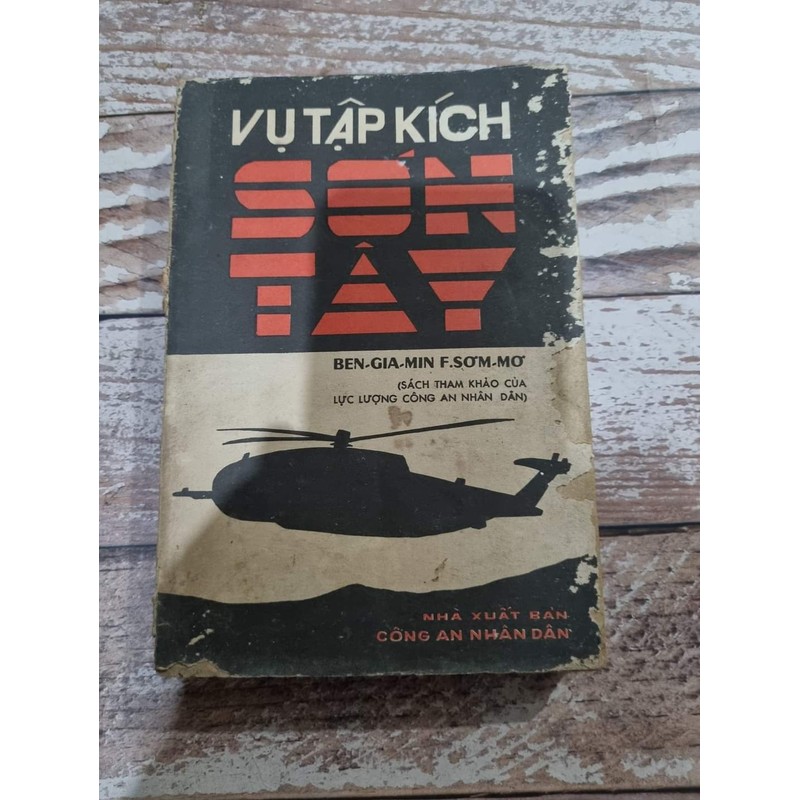 VỤ TẬP KÍCH
SƠN
TÂY
BEN-GIA-MIN F.SƠM-MƠ
(SÁCH THAM KHẢO CỦA
LỰC LƯỢNG CÔNG AN NHÂN DÂN)
NHÀ XUẤT BẢN
CÔNG AN NHÂN DÂN